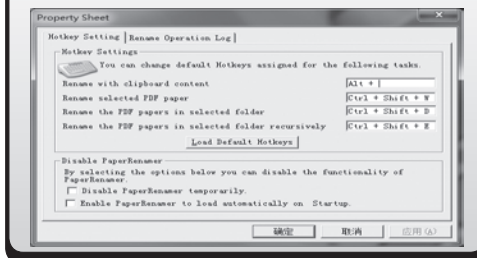 Property Sheet
Hotkey Setting | Rename Operation Log
Hotkey Settings
You can change default Hotkeys assigned for the following tasks.
Rename with clipboard content Alt +
Rename selected PDF paper Ctrl + Shift + W
Rename the PDF papers in selected folder Ctrl + Shift + D
Rename the PDF papers in selected folder recursively Ctrl + Shift + E
Load Default Hotkeys
Disable PaperRenamer
By selecting the options below you can disable the functionality of
PaperRenamer.
Disable PaperRenamer temporarily.
Enable PaperRenamer to load automatically on Startup.
确定 取消 应用(A)